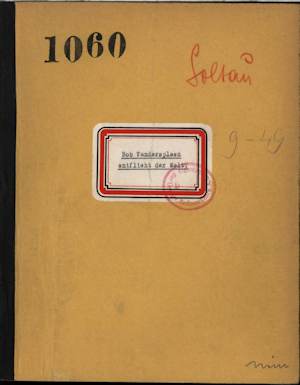 1060
Soltau
Bob Vanderspleen
entflieht der Welt!
9-49